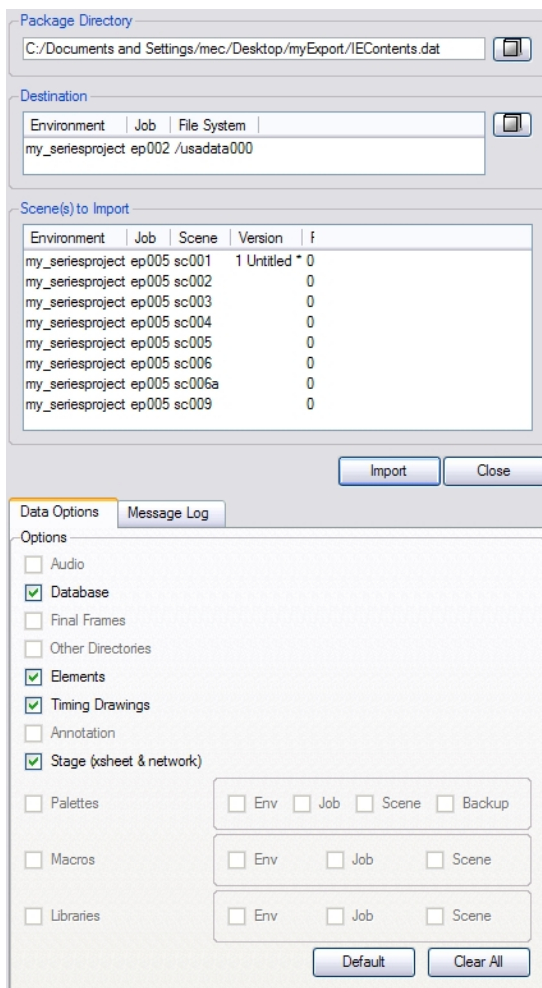 Package Directory
C:/Documents and Settings/mec/Desktop/myExport/IEContents.dat
Destination
Environment Job File System
my_seriesproject ep002 /usadata000
Scene(s) to Import
Environment Job Scene Version F
my_seriesproject ep005 sc001 1 Untitled * 0
my_seriesproject ep005 sc002 0
my_seriesproject ep005 sc003 0
my_seriesproject ep005 sc004 0
my_seriesproject ep005 sc005 0
my_seriesproject ep005 sc006 0
my_seriesproject ep005 sc006a 0
my_seriesproject ep005 sc009 0
Import Close
Data Options Message Log
Options
Audio
Database
Final Frames
Other Directories
Elements
Timing Drawings
Annotation
Stage (xsheet & network)
Palettes Env Job Scene Backup
Macros Env Job Scene
Libraries Env Job Scene
Default Clear All